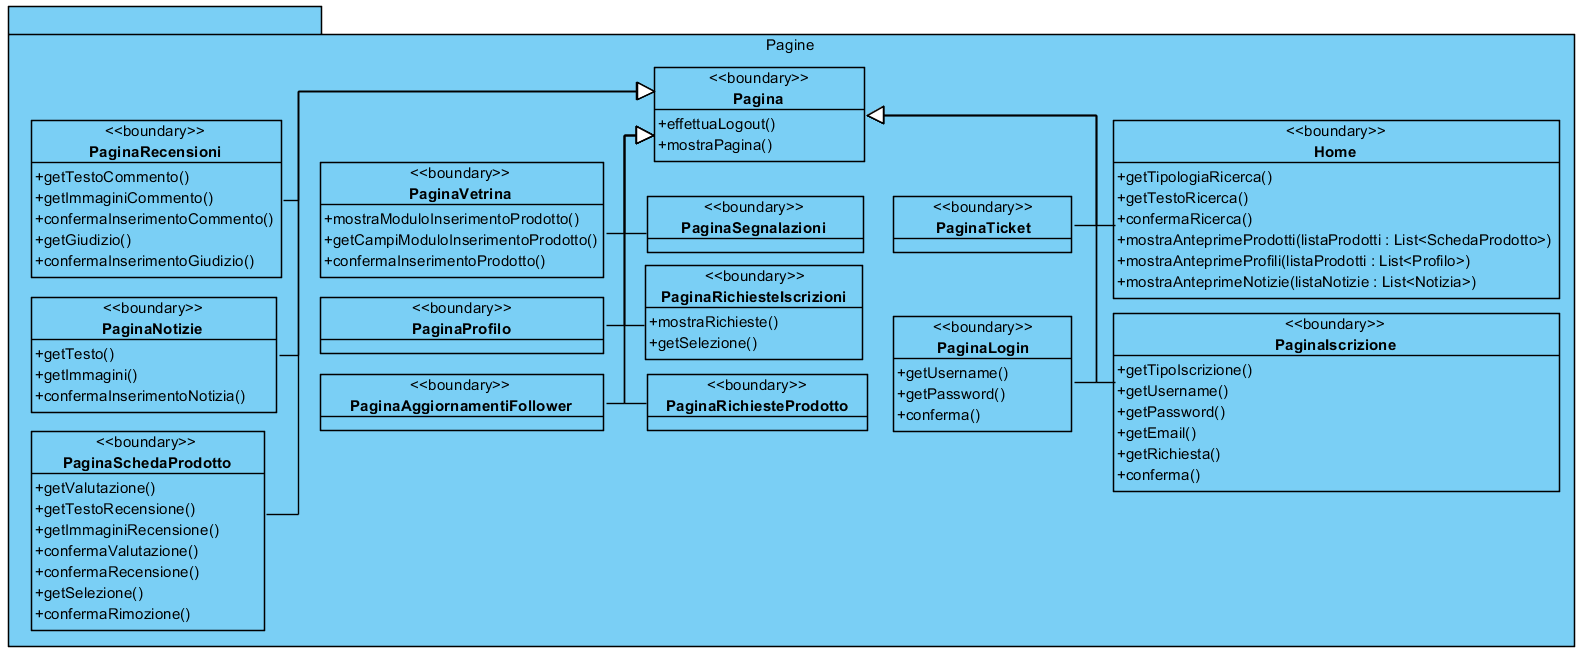 Pagine
<<boundary>>
Pagina
+effettuaLogout()
+mostraPagina()
<<boundary>>
PaginaRecensioni
+getTestoCommento()
+getImmaginiCommento()
+confermaInserimentoCommento()
+getGiudizio()
+confermaInserimentoGiudizio()
<<boundary>>
PaginaNotizie
+getTesto()
+getImmagini()
+confermaInserimentoNotizia()
<<boundary>>
PaginaSchedaProdotto
+getValutazione()
+getTestoRecensione()
+getImmaginiRecensione()
+confermaValutazione()
+confermaRecensione()
+getSelezione()
+confermaRimozione()
<<boundary>>
PaginaVetrina
+mostraModuloInserimentoProdotto()
+getCampiModuloInserimentoProdotto()
+confermaInserimentoProdotto()
<<boundary>>
PaginaProfilo
<<boundary>>
PaginaAggiornamentiFollower
<<boundary>>
PaginaSegnalazioni
<<boundary>>
PaginaRichiesteIscrizioni
+mostraRichieste()
+getSelezione()
<<boundary>>
PaginaRichiesteProdotto
<<boundary>>
PaginaTicket
<<boundary>>
PaginaLogin
+getUsername()
+getPassword()
+conferma()
<<boundary>>
Home
+getTipologiaRicerca()
+getTestoRicerca()
+confermaRicerca()
+mostraAnteprimeProdotti(listaProdotti : List<SchedaProdotto>)
+mostraAnteprimeProfili(listaProdotti : List<Profilo>)
+mostraAnteprimeNotizie(listaNotizie : List<Notizia>)
<<boundary>>
PaginaIscrizione
+getTipoIscrizione()
+getUsername()
+getPassword()
+getEmail()
+getRichiesta()
+conferma()